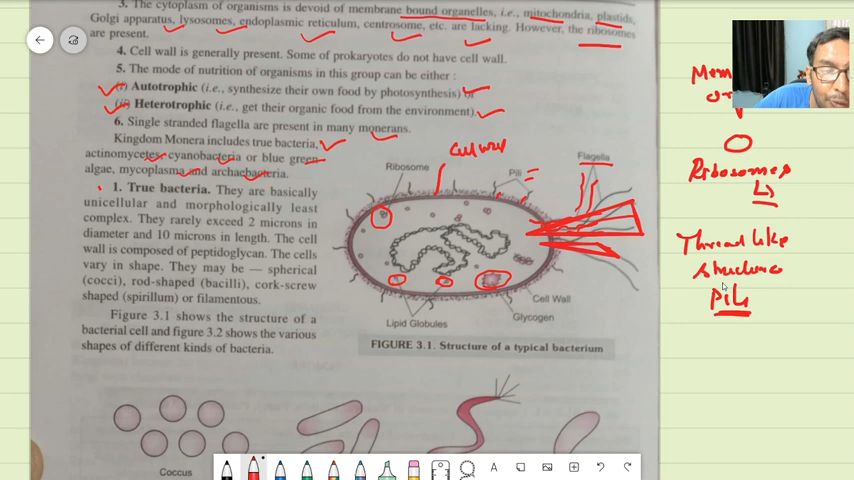 3. The cytoplasm of organisms is devoid of membrane bound organelles, i.e., mitochondria, plastids,
Golgi apparatus, lysosomes, endoplasmic reticulum, centrosome, etc. are lacking. However, the ribosomes
are present.
4. Cell wall is generally present. Some of prokaryotes do not have cell wall.
5. The mode of nutrition of organisms in this group can be either :
(i) Autotrophic (i.e., synthesize their own food by photosynthesis) or
(ii) Heterotrophic (i.e., get their organic food from the environment).
6. Single stranded flagella are present in many monerans.
Kingdom Monera includes true bacteria,
actinomycetes, cyanobacteria or blue green
algae, mycoplasma and archaebacteria.
1. True bacteria. They are basically
unicellular and morphologically least
complex. They rarely exceed 2 microns in
diameter and 10 microns in length. The cell
wall is composed of peptidoglycan. The cells
vary in shape. They may be — spherical
(cocci), rod-shaped (bacilli), cork-screw
shaped (spirillum) or filamentous.
Figure 3.1 shows the structure of a
bacterial cell and figure 3.2 shows the various
shapes of different kinds of bacteria.
Ribosome
Pili
Flagella
Cell Wall
Glycogen
Lipid Globules
FIGURE 3.1. Structure of a typical bacterium
Coccus
Ribosomes
Thread like
structure
Pili
A